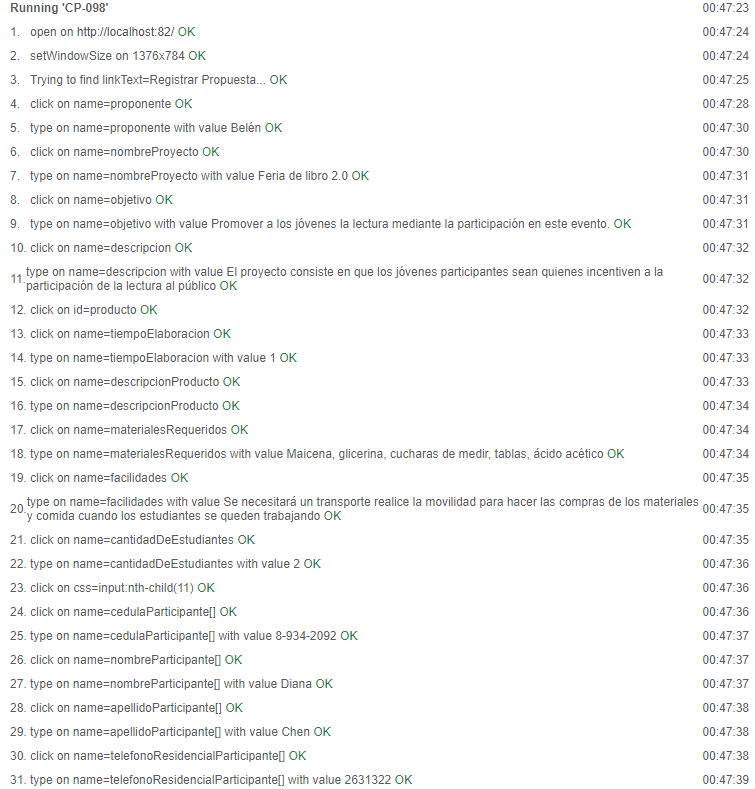 Running 'CP-098' 00:47:23
1. open on http://localhost:82/ OK 00:47:24
2. setWindowSize on 1376x784 OK 00:47:24
3. Trying to find linkText=Registrar Propuesta... OK 00:47:25
4. click on name=proponente OK 00:47:28
5. type on name=proponente with value Belén OK 00:47:30
6. click on name=nombreProyecto OK 00:47:30
7. type on name=nombreProyecto with value Feria de libro 2.0 OK 00:47:31
8. click on name=objetivo OK 00:47:31
9. type on name=objetivo with value Promover a los jóvenes la lectura mediante la participación en este evento. OK 00:47:31
10. click on name=descripcion OK 00:47:32
11. type on name=descripcion with value El proyecto consiste en que los jóvenes participantes sean quienes incentiven a la
participación de la lectura al público OK 00:47:32
12. click on id=producto OK 00:47:32
13. click on name=tiempoElaboracion OK 00:47:33
14. type on name=tiempoElaboracion with value 1 OK 00:47:33
15. click on name=descripcionProducto OK 00:47:33
16. type on name=descripcionProducto OK 00:47:34
17. click on name=materialesRequeridos OK 00:47:34
18. type on name=materialesRequeridos with value Maicena, glicerina, cucharas de medir, tablas, ácido acético OK 00:47:34
19. click on name=facilidades OK 00:47:35
20. type on name=facilidades with value Se necesitará un transporte realice la movilidad para hacer las compras de los materiales
y comida cuando los estudiantes se queden trabajando OK 00:47:35
21. click on name=cantidadDeEstudiantes OK 00:47:35
22. type on name=cantidadDeEstudiantes with value 2 OK 00:47:36
23. click on css=input:nth-child(11) OK 00:47:36
24. click on name=cedulaParticipante[] OK 00:47:36
25. type on name=cedulaParticipante[] with value 8-934-2092 OK 00:47:37
26. click on name=nombreParticipante[] OK 00:47:37
27. type on name=nombreParticipante[] with value Diana OK 00:47:37
28. click on name=apellidoParticipante[] OK 00:47:38
29. type on name=apellidoParticipante[] with value Chen OK 00:47:38
30. click on name=telefonoResidencialParticipante[] OK 00:47:38
31. type on name=telefonoResidencialParticipante[] with value 2631322 OK 00:47:39